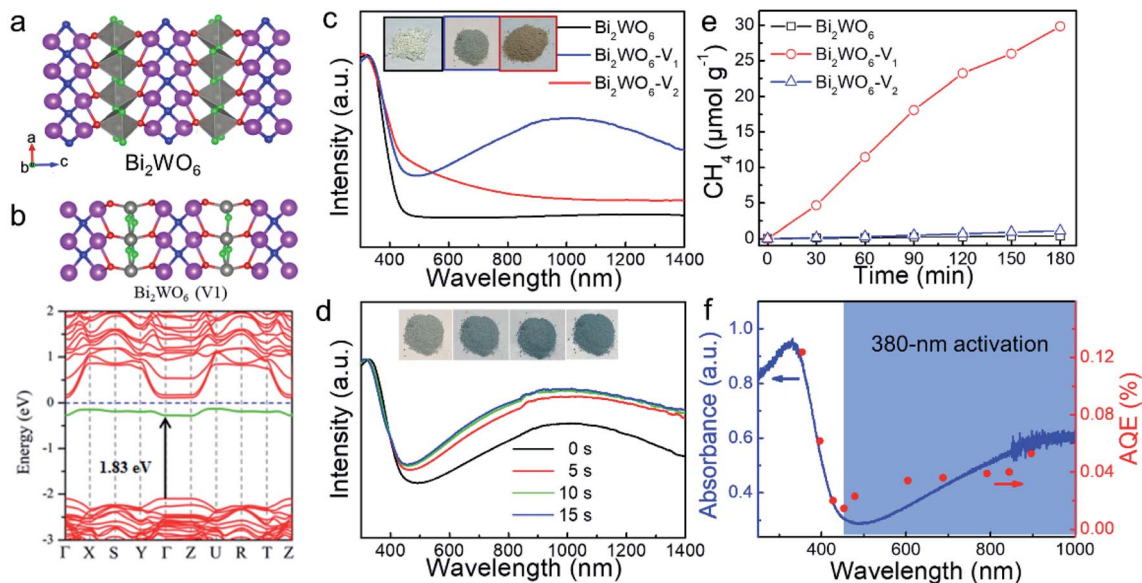 a
a
b
c
Bi₂WO₆
b
Bi₂WO₆ (V1)
Energy (eV)
2
1
0
-1
-2
-3
1.83 eV
Γ X S Y Γ Z U R T Z
c
Intensity (a.u.)
Bi₂WO₆
Bi₂WO₆-V₁
Bi₂WO₆-V₂
400 600 800 1000 1200 1400
Wavelength (nm)
d
Intensity (a.u.)
0 s
5 s
10 s
15 s
400 600 800 1000 1200 1400
Wavelength (nm)
e
CH₄ (μmol g⁻¹)
30
25
20
15
10
5
0
Bi₂WO₆
Bi₂WO₆-V₁
Bi₂WO₆-V₂
0 30 60 90 120 150 180
Time (min)
f
Absorbance (a.u.)
1.0
0.8
0.6
0.4
380-nm activation
0.12
0.08
0.04
0.00
AQE (%)
400 600 800 1000
Wavelength (nm)